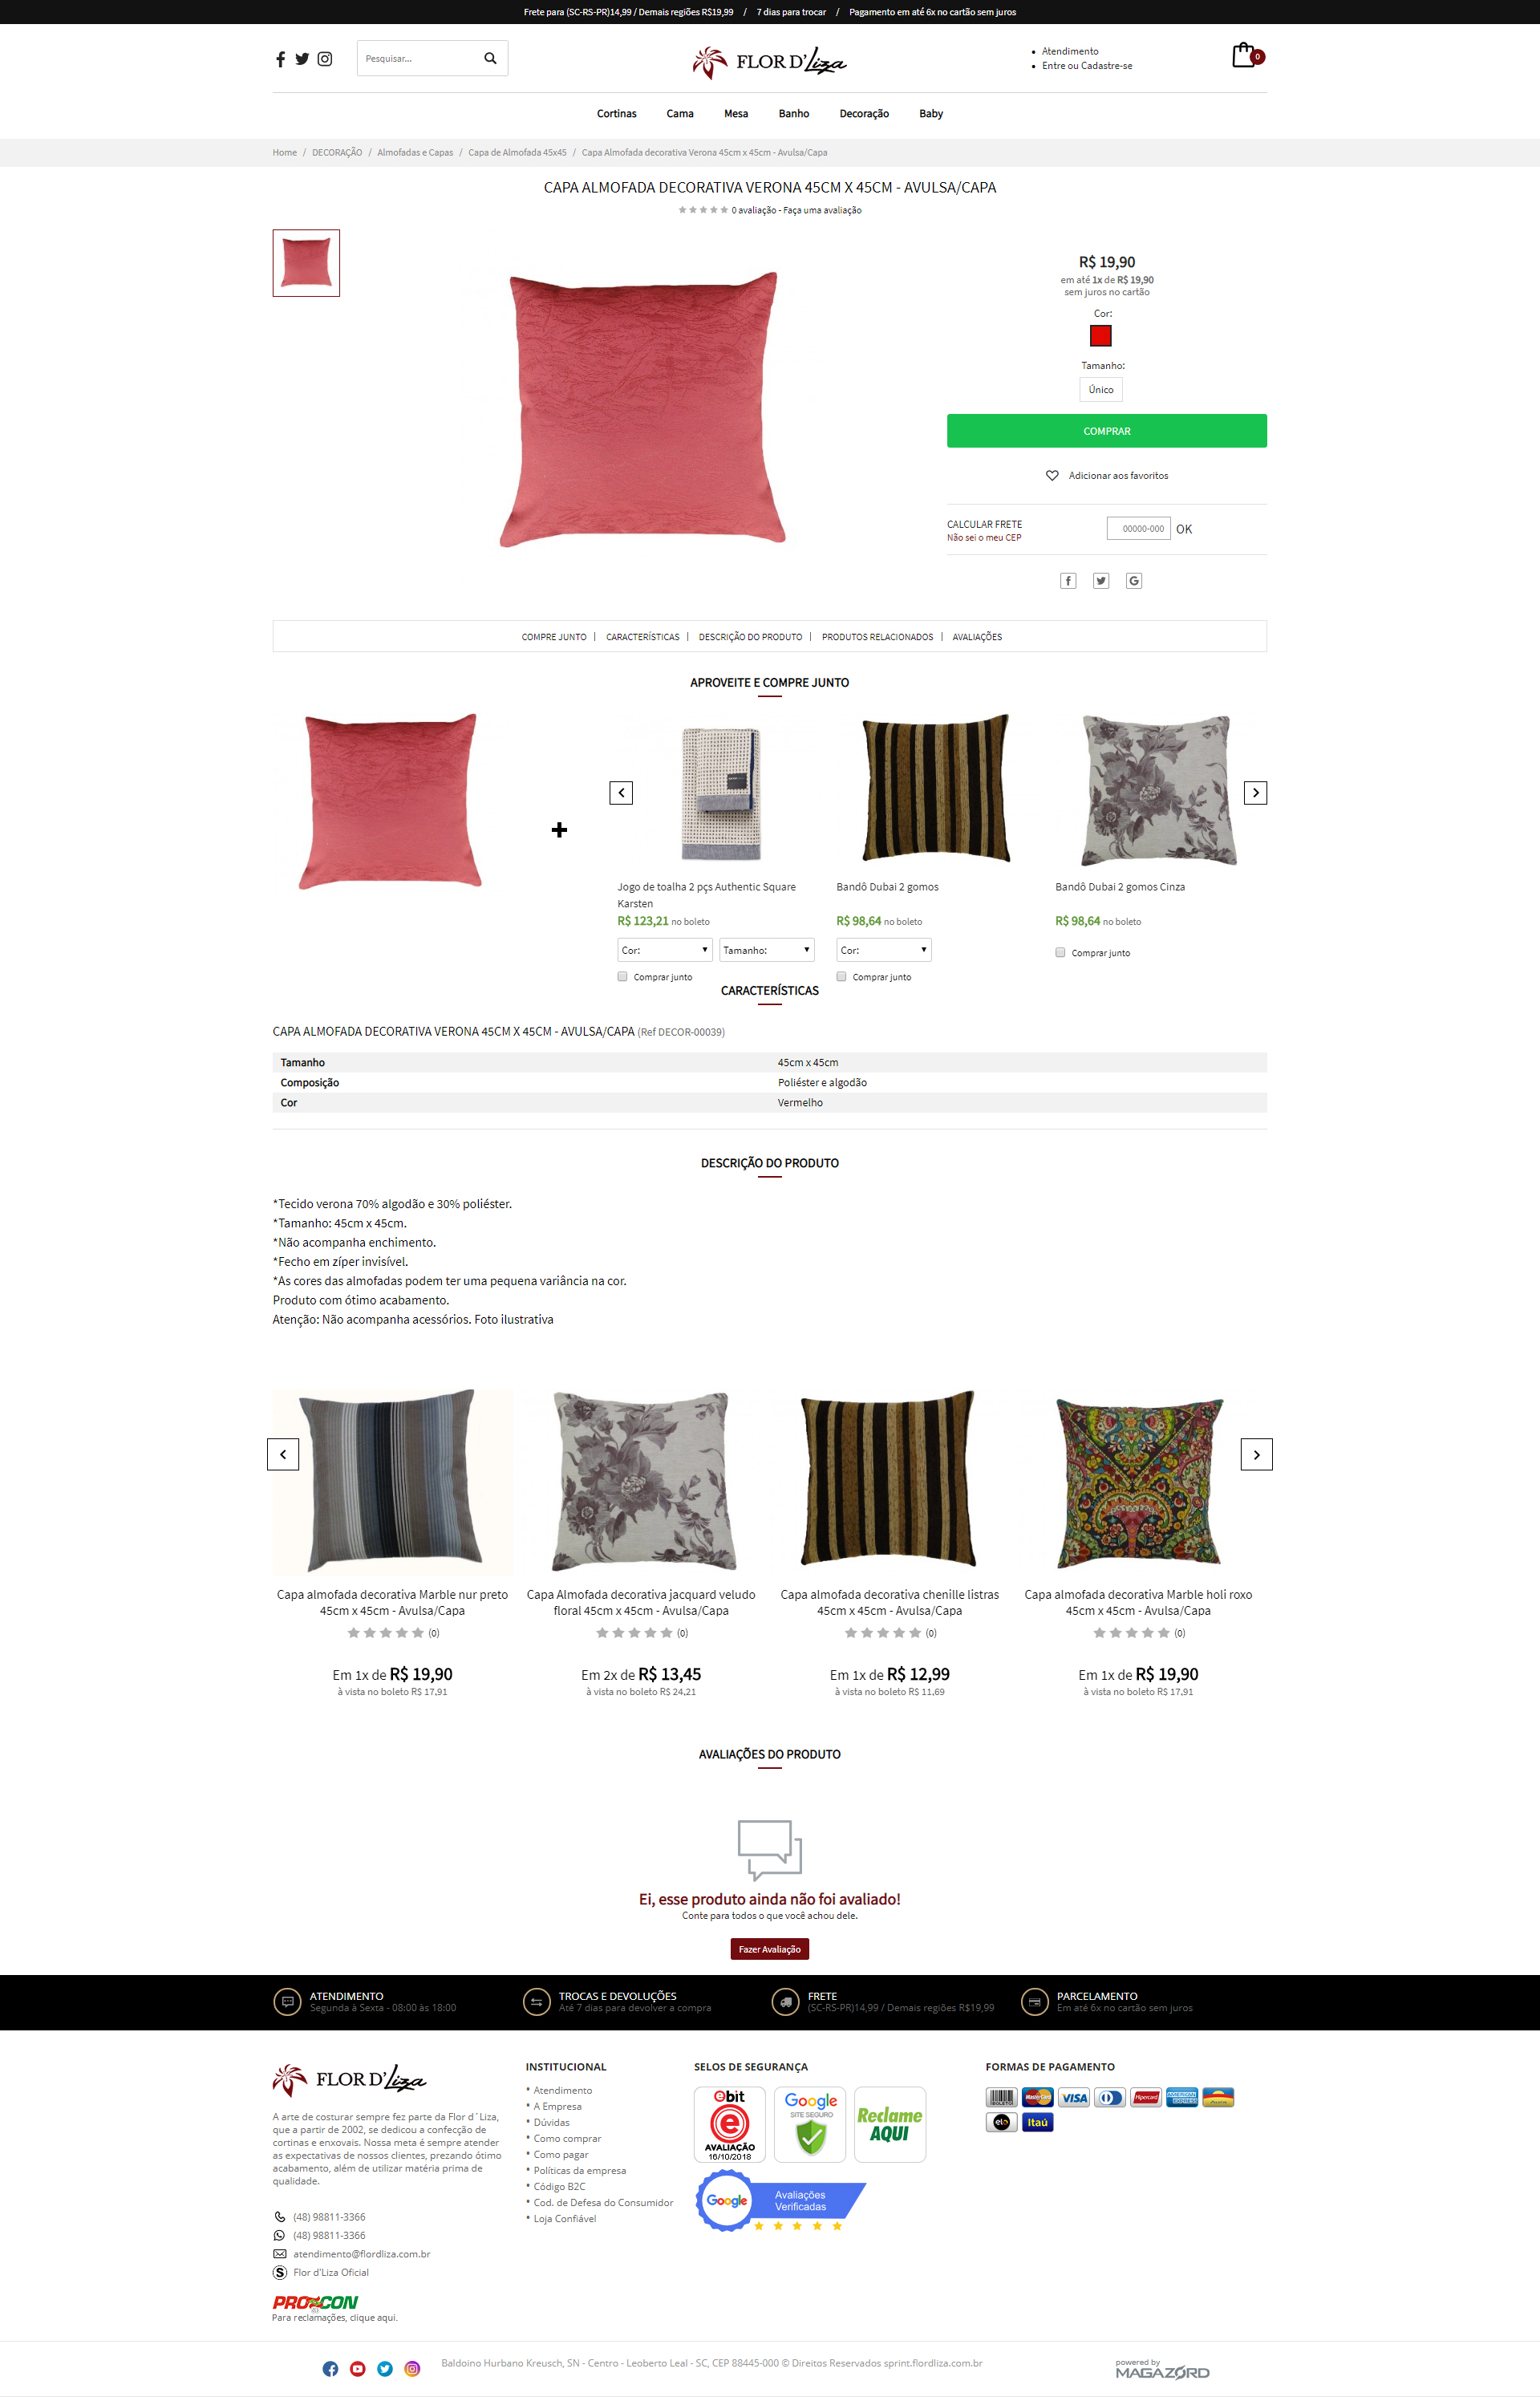 Frete para (SC-RS-PR)14,99 / Demais regiões R$19,99 / 7 dias para trocar / Pagamento em até 6x no cartão sem juros
Pesquisar...
FLOR D'Liza
Atendimento
Entre ou Cadastre-se
0
Cortinas Cama Mesa Banho Decoração Baby
Home / DECORAÇÃO / Almofadas e Capas / Capa de Almofada 45x45 / Capa Almofada decorativa Verona 45cm x 45cm - Avulsa/Capa
CAPA ALMOFADA DECORATIVA VERONA 45CM X 45CM - AVULSA/CAPA
0 avaliação - Faça uma avaliação
R$ 19,90
em até 1x de R$ 19,90
sem juros no cartão
Cor:
Tamanho:
Único
COMPRAR
Adicionar aos favoritos
CALCULAR FRETE
Não sei o meu CEP
00000-000 OK
COMPRE JUNTO | CARACTERÍSTICAS | DESCRIÇÃO DO PRODUTO | PRODUTOS RELACIONADOS | AVALIAÇÕES
APROVEITE E COMPRE JUNTO
Jogo de toalha 2 pçs Authentic Square
Karsten
R$ 123,21 no boleto
Cor: Tamanho:
Comprar junto
Bandô Dubai 2 gomos
R$ 98,64 no boleto
Cor:
Comprar junto
Bandô Dubai 2 gomos Cinza
R$ 98,64 no boleto
Comprar junto
CARACTERÍSTICAS
CAPA ALMOFADA DECORATIVA VERONA 45CM X 45CM - AVULSA/CAPA (Ref DECOR-00039)
Tamanho 45cm x 45cm
Composição Poliéster e algodão
Cor Vermelho
DESCRIÇÃO DO PRODUTO
*Tecido verona 70% algodão e 30% poliéster.
*Tamanho: 45cm x 45cm.
*Não acompanha enchimento.
*Fecho em zíper invisível.
*As cores das almofadas podem ter uma pequena variância na cor.
Produto com ótimo acabamento.
Atenção: Não acompanha acessórios. Foto ilustrativa
Capa almofada decorativa Marble nur preto
45cm x 45cm - Avulsa/Capa
(0)
Em 1x de R$ 19,90
à vista no boleto R$ 17,91
Capa Almofada decorativa jacquard veludo
floral 45cm x 45cm - Avulsa/Capa
(0)
Em 2x de R$ 13,45
à vista no boleto R$ 24,21
Capa almofada decorativa chenille listras
45cm x 45cm - Avulsa/Capa
(0)
Em 1x de R$ 12,99
à vista no boleto R$ 11,69
Capa almofada decorativa Marble holi roxo
45cm x 45cm - Avulsa/Capa
(0)
Em 1x de R$ 19,90
à vista no boleto R$ 17,91
AVALIAÇÕES DO PRODUTO
Ei, esse produto ainda não foi avaliado!
Conte para todos o que você achou dele.
Fazer Avaliação
ATENDIMENTO
Segunda à Sexta - 08:00 às 18:00
TROCAS E DEVOLUÇÕES
Até 7 dias para devolver a compra
FRETE
(SC-RS-PR)14,99 / Demais regiões R$19,99
PARCELAMENTO
Em até 6x no cartão sem juros
FLOR D'Liza
A arte de costurar sempre fez parte da Flor d´Liza,
que a partir de 2002, se dedicou a confecção de
cortinas e enxovais. Nossa meta é sempre atender
as expectativas de nossos clientes, prezando ótimo
acabamento, além de utilizar matéria prima de
qualidade.
(48) 98811-3366
(48) 98811-3366
atendimento@flordliza.com.br
Flor d'Liza Oficial
PROCON
Para reclamações, clique aqui.
INSTITUCIONAL
Atendimento
A Empresa
Dúvidas
Como comprar
Como pagar
Políticas da empresa
Código B2C
Cod. de Defesa do Consumidor
Loja Confiável
SELOS DE SEGURANÇA
ebit
AVALIAÇÃO
16/10/2018
Google
SITE SEGURO
Reclame
AQUI
Google
Avaliações
Verificadas
FORMAS DE PAGAMENTO
BOLETO MasterCard VISA Hipercard AMERICAN EXPRESS Aura
elo Itaú
Baldoino Hurbano Kreusch, SN - Centro - Leoberto Leal - SC, CEP 88445-000 © Direitos Reservados sprint.flordliza.com.br
powered by
MAGAZORD